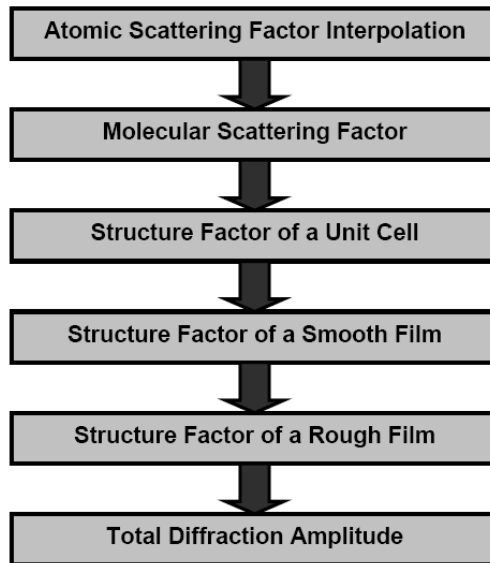 Atomic Scattering Factor Interpolation
Molecular Scattering Factor
Structure Factor of a Unit Cell
Structure Factor of a Smooth Film
Structure Factor of a Rough Film
Total Diffraction Amplitude